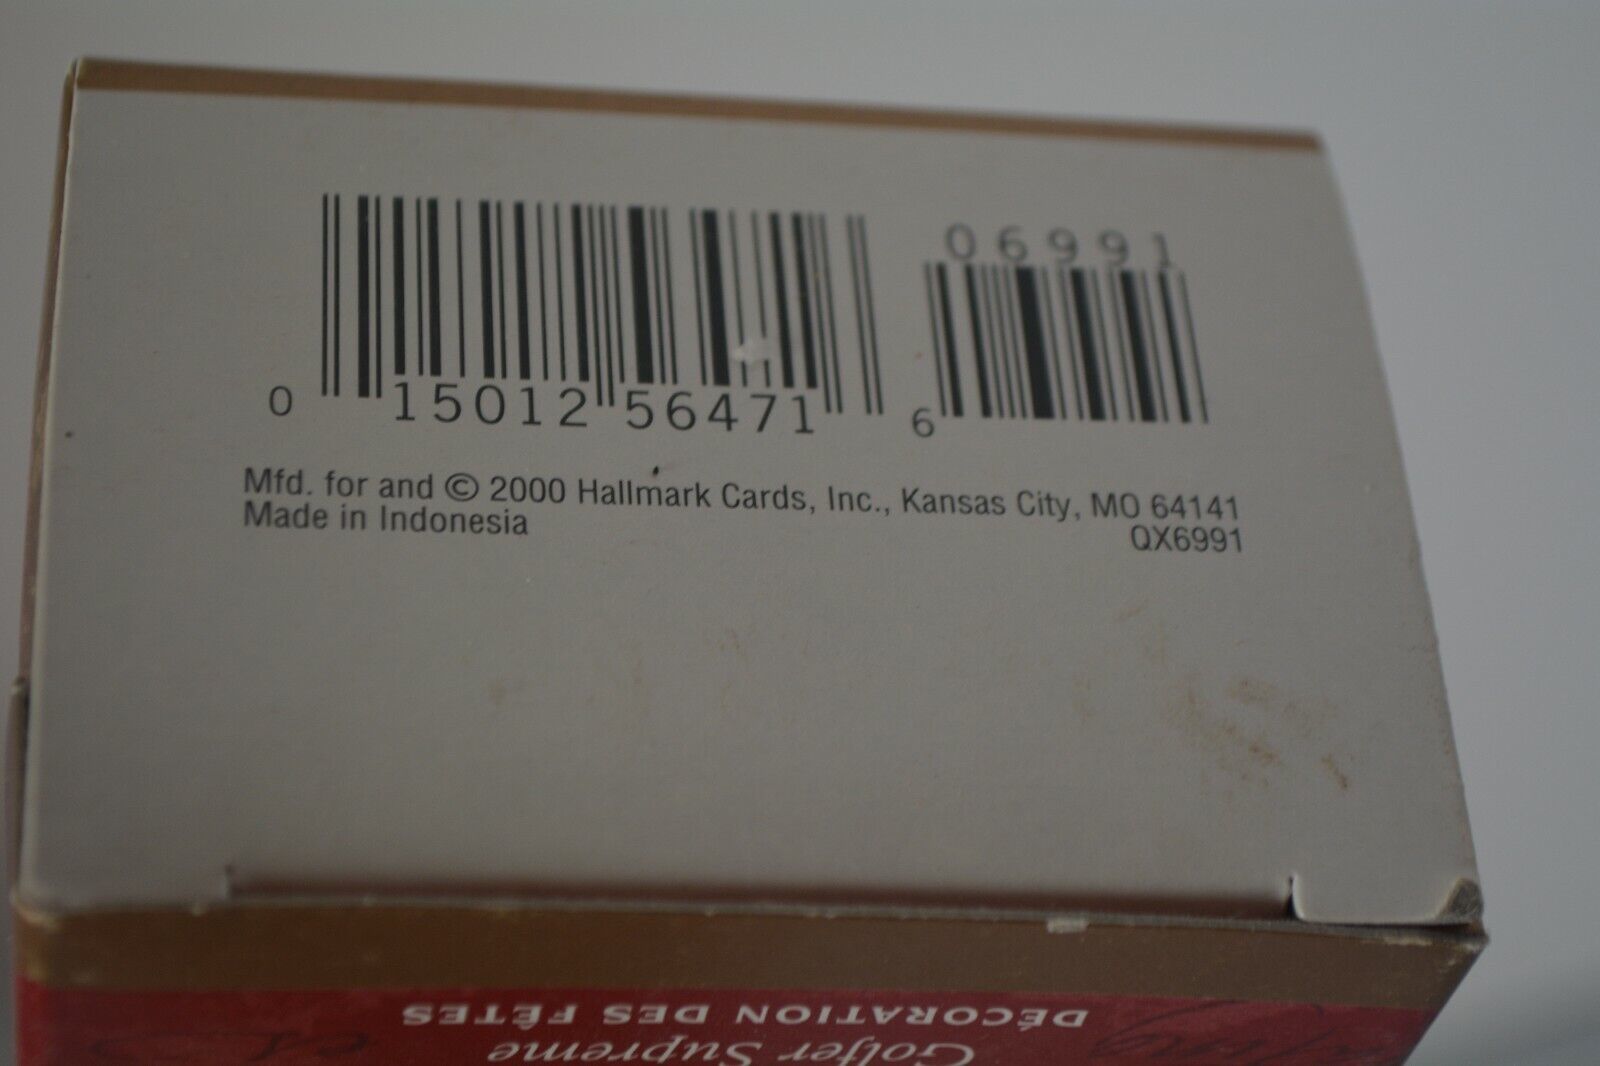 06991
0 15012 56471 6
Mfd. for and © 2000 Hallmark Cards, Inc., Kansas City, MO 64141
Made in Indonesia
QX6991
DÉCORATION DES FÊTES
Golfer Supreme